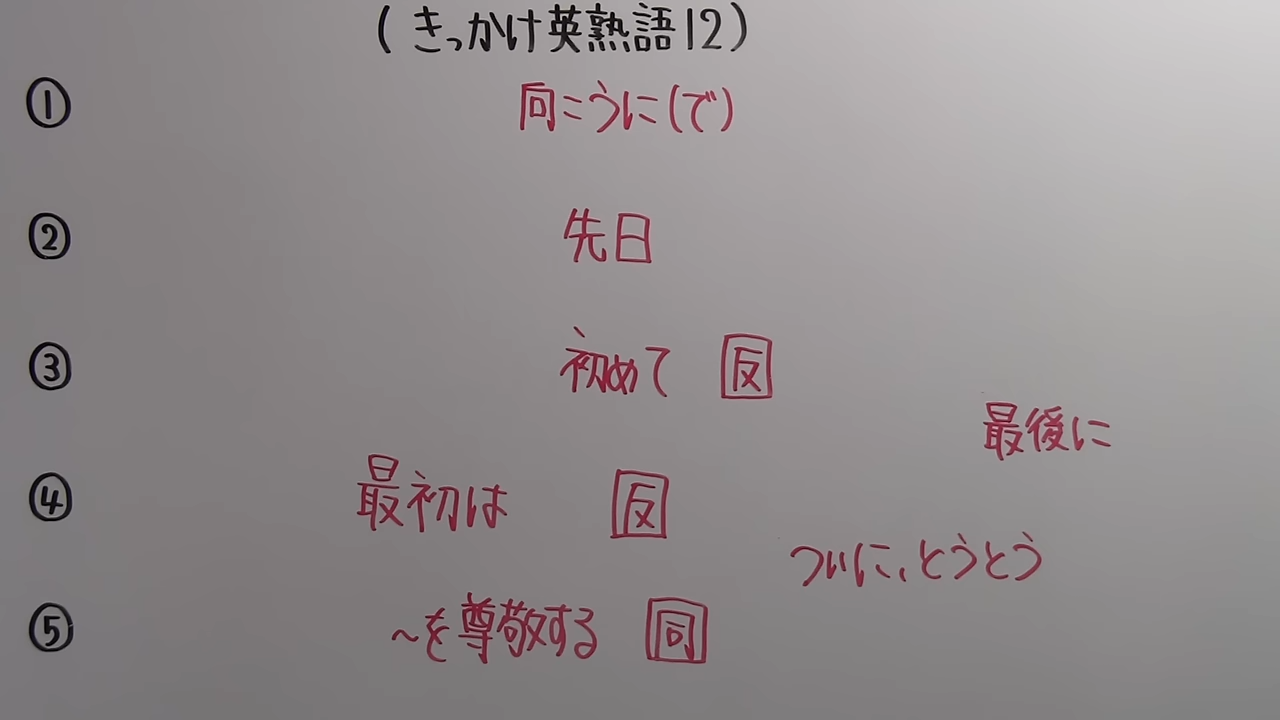 (きっかけ英熟語12)
① 向こうに(で)
② 先日
③ 初めて 反
最後に
④ 最初は 反
ついに、とうとう
⑤ ~を尊敬する 同